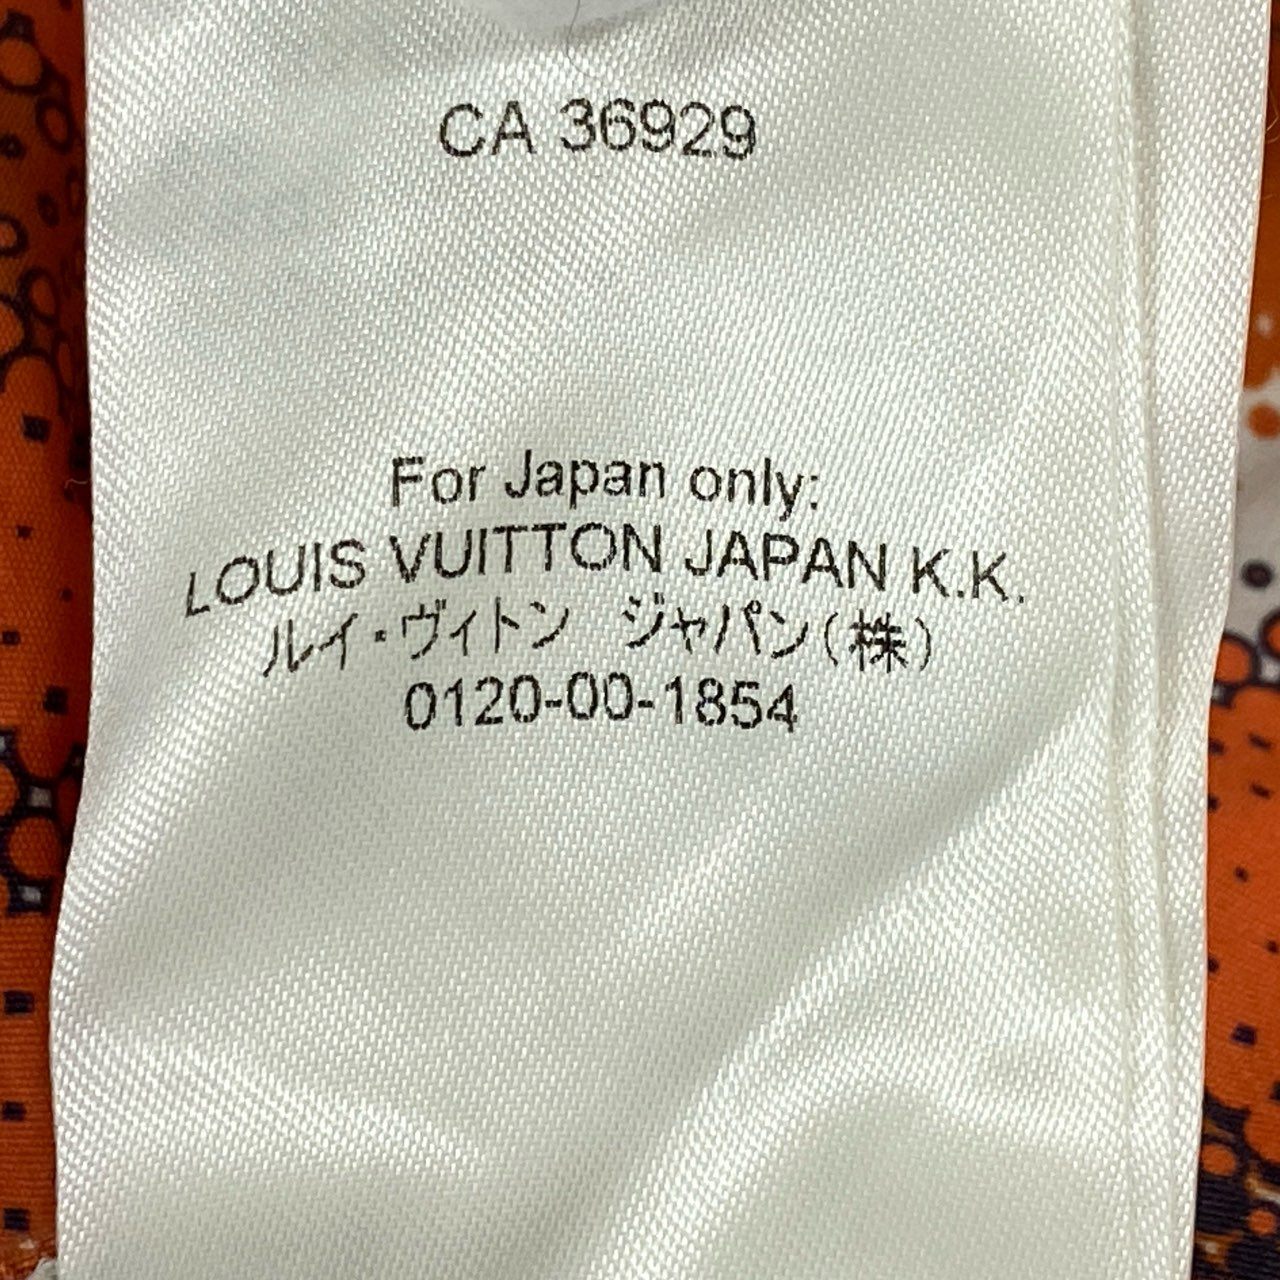 CA 36929
For Japan only:
LOUIS VUITTON JAPAN K.K.
ルイ・ヴィトン　ジャパン(株)
0120-00-1854